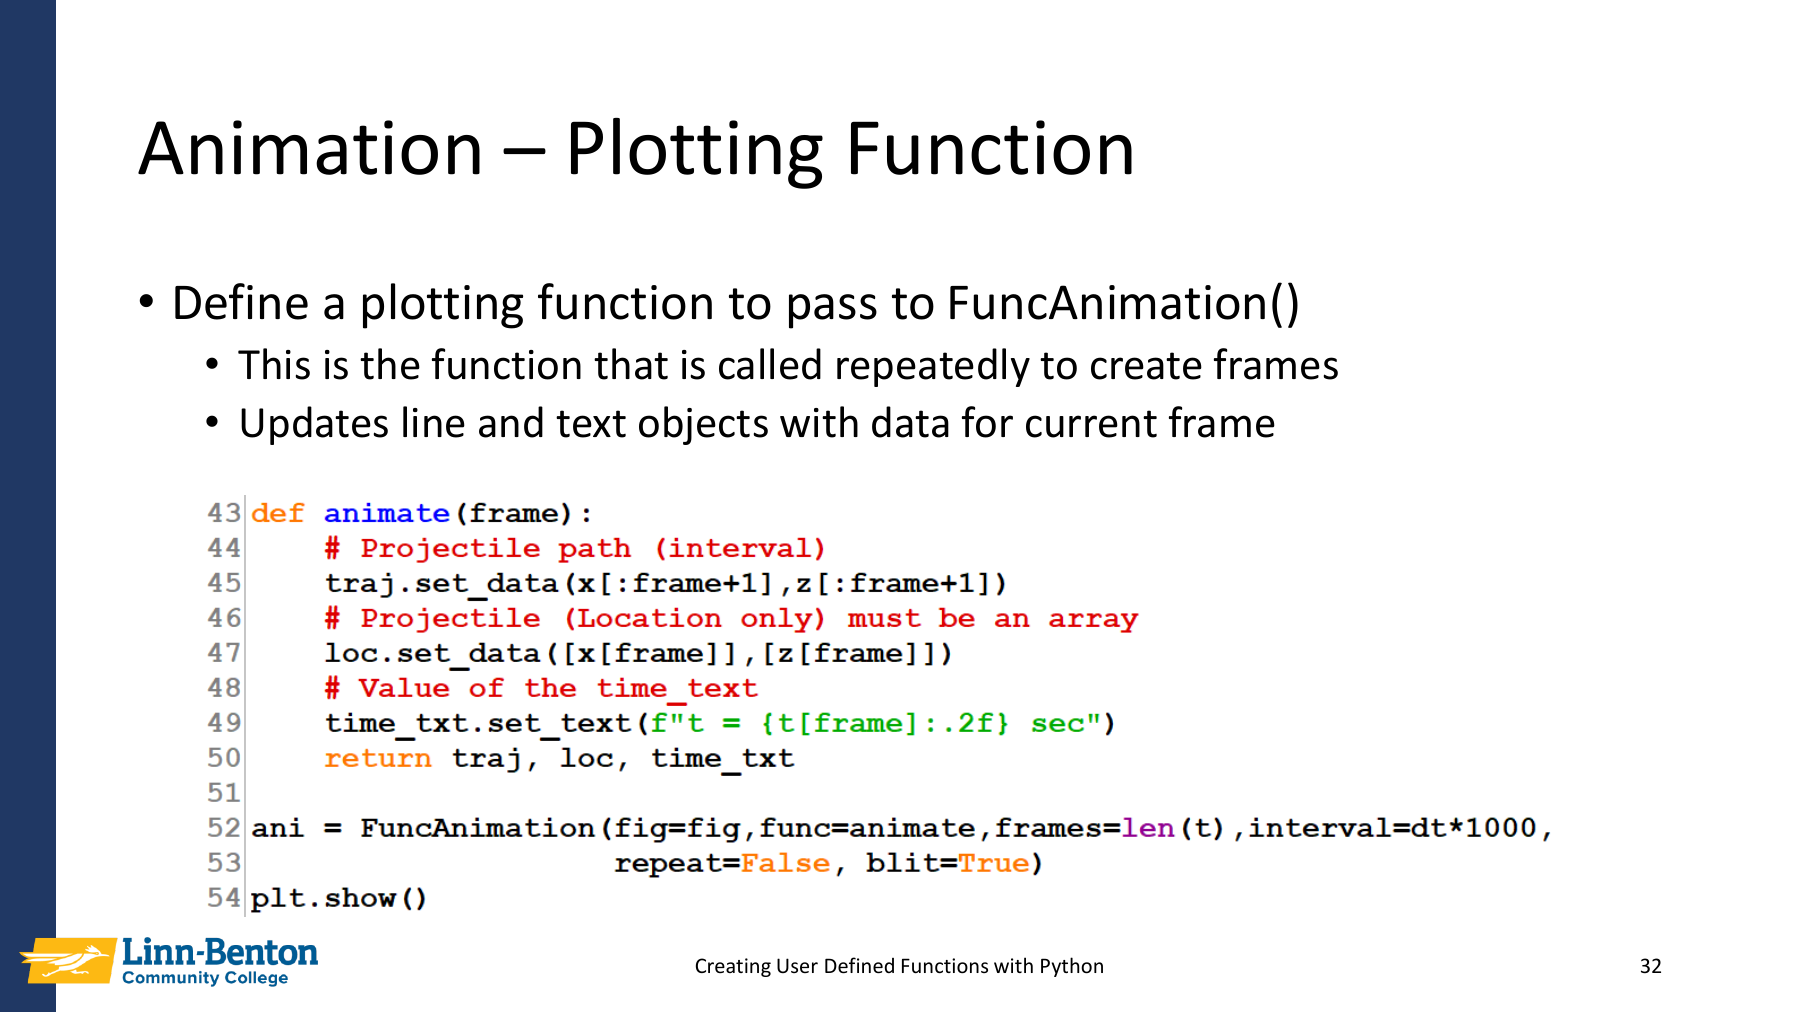 Animation – Plotting Function
• Define a plotting function to pass to FuncAnimation()
• This is the function that is called repeatedly to create frames
• Updates line and text objects with data for current frame
43 def animate(frame):
44     # Projectile path (interval)
45     traj.set_data(x[:frame+1],z[:frame+1])
46     # Projectile (Location only) must be an array
47     loc.set_data([x[frame]],[z[frame]])
48     # Value of the time_text
49     time_txt.set_text(f"t = {t[frame]:.2f} sec")
50     return traj, loc, time_txt
51
52 ani = FuncAnimation(fig=fig,func=animate,frames=len(t),interval=dt*1000,
53                     repeat=False, blit=True)
54 plt.show()
Linn-Benton
Community College
Creating User Defined Functions with Python
32